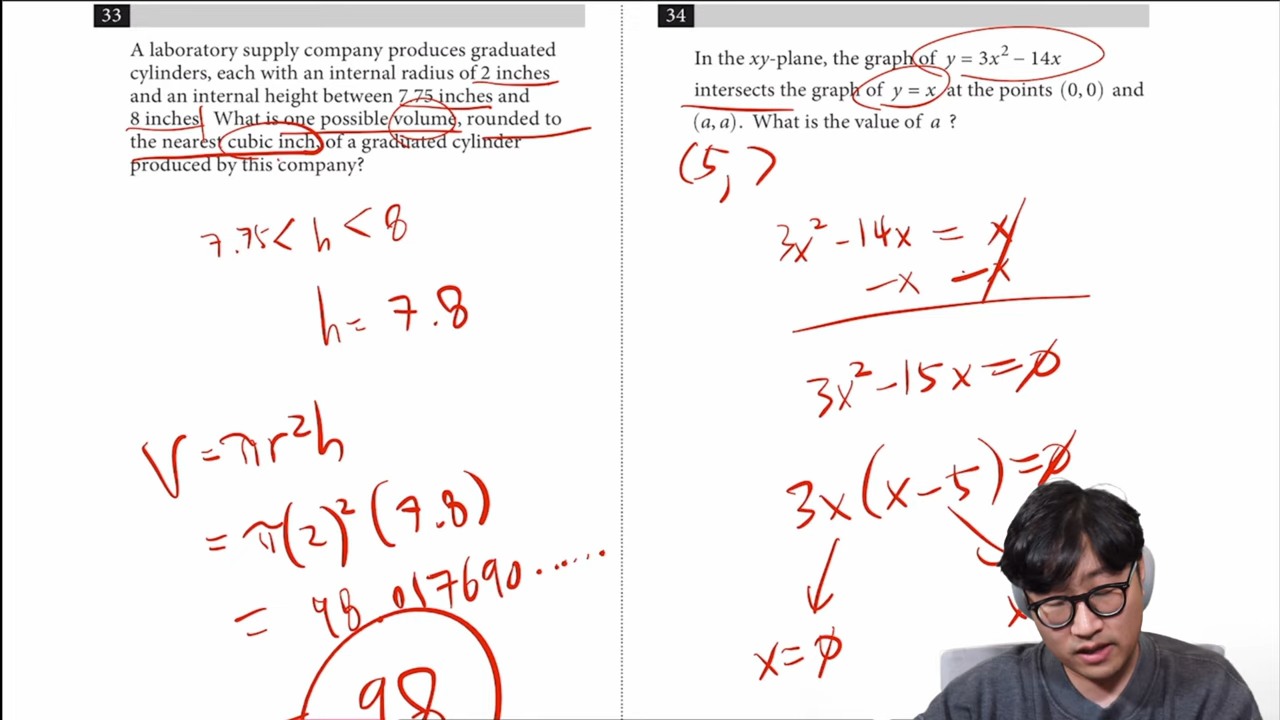 33
A laboratory supply company produces graduated
cylinders, each with an internal radius of 2 inches
and an internal height between 7.75 inches and
8 inches. What is one possible volume, rounded to
the nearest cubic inch, of a graduated cylinder
produced by this company?
7.75 < h < 8
h = 7.8
V = πr²h
= π(2)² (7.8)
= 98.017690......
98
34
In the xy-plane, the graph of y = 3x² − 14x
intersects the graph of y = x at the points (0, 0) and
(a, a). What is the value of a ?
(5, )
3x² − 14x = x
−x −x
3x² − 15x = 0
3x(x − 5) = 0
x = 0
x